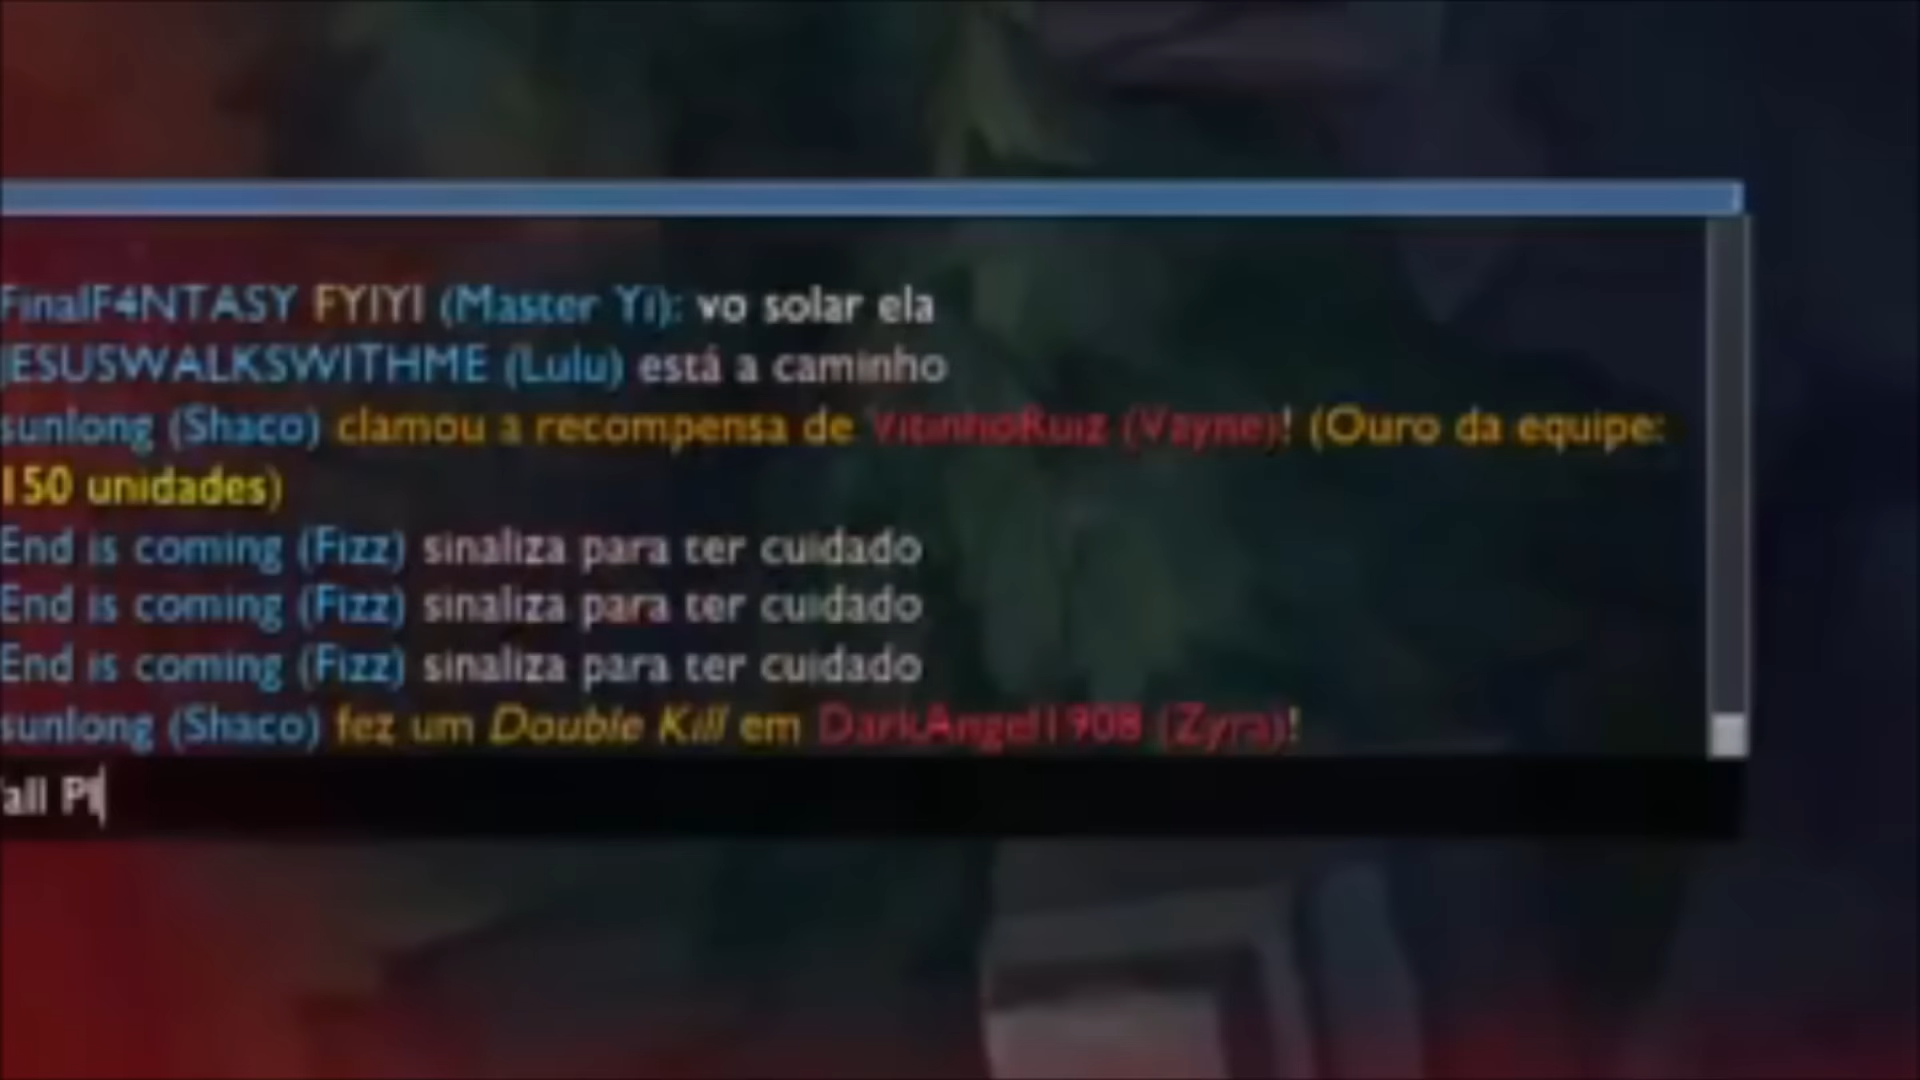 FinalF4NTASY FYIYI (Master Yi): vo solar ela
JESUSWALKSWITHME (Lulu) está a caminho
sunlong (Shaco) clamou a recompensa de VitinhoRuiz (Vayne)! (Ouro da equipe:
150 unidades)
End is coming (Fizz) sinaliza para ter cuidado
End is coming (Fizz) sinaliza para ter cuidado
End is coming (Fizz) sinaliza para ter cuidado
sunlong (Shaco) fez um Double Kill em DarkAngel1908 (Zyra)!
/all Pl